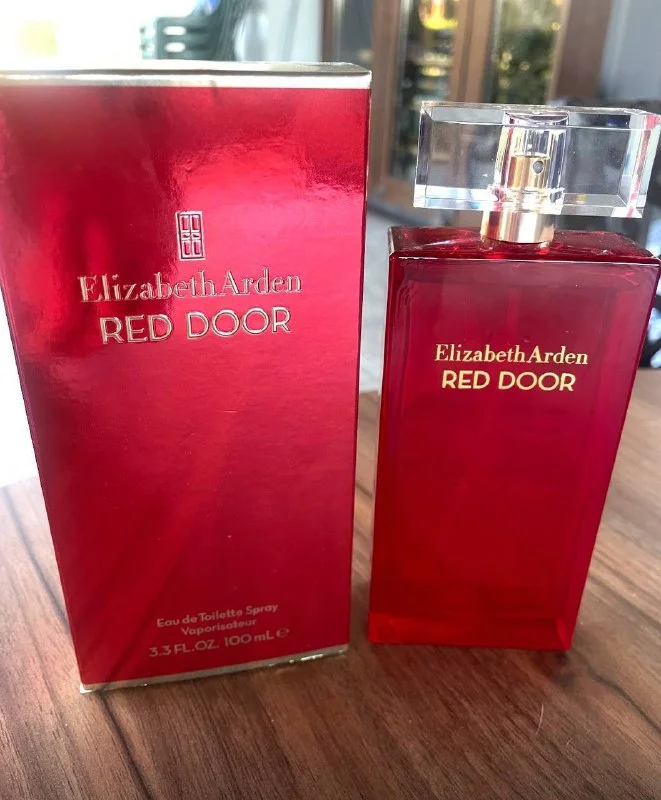 Elizabeth Arden
RED DOOR
Eau de Toilette Spray
Vaporisateur
3.3 FL.OZ. 100 mL ℮
Elizabeth Arden
RED DOOR